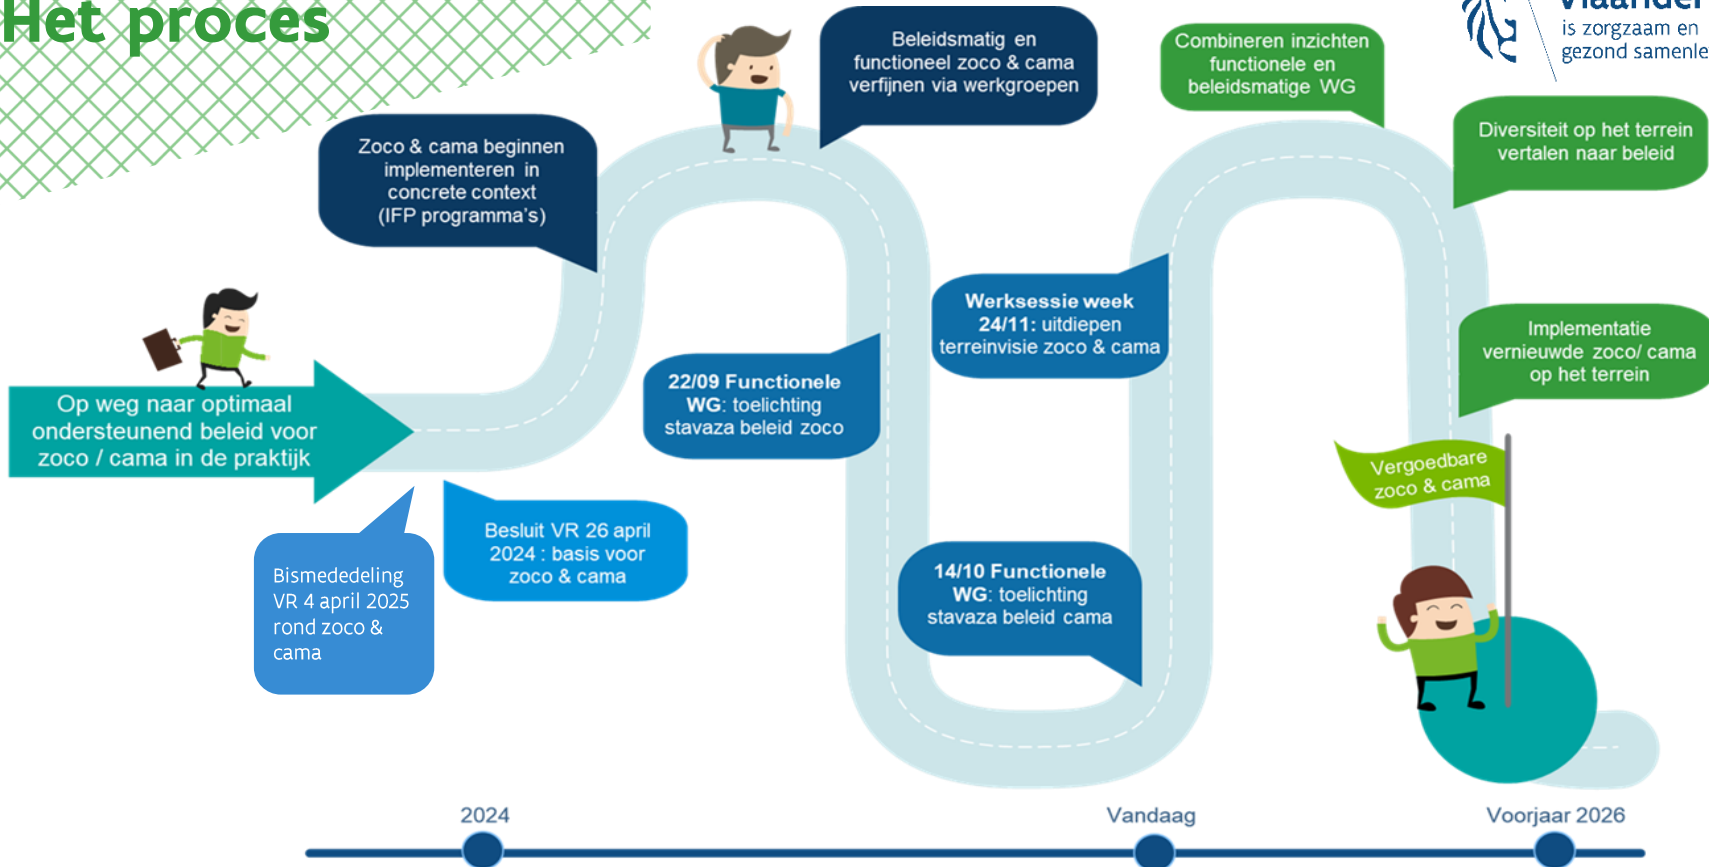 Het proces
is zorgzaam en
Beleidsmatig en
functioneel zoco & cama
verfijnen via werkgroepen
Combineren inzichten
functionele en
beleidsmatige WG
gezond
Diversiteit op het terrein
vertalen naar beleid
Zoco & cama beginnen
implementeren in
concrete context
(IFP programma's)
Werksessie week
24/11: uitdiepen
terreinvisie zoco & cama
Implementatie
vernieuwde zoco/ cama
op het terrein
22/09 Functionele
WG: toelichting
stavaza beleid zoco
Op weg naar optimaal
ondersteunend beleid voor
zoco / cama in de praktijk
Vergoedbare
zoco & cama
Besluit VR 26 april
2024 : basis voor
zoco & cama
Bismededeling
VR 4 april 2025
rond zoco &
cama
14/10 Functionele
WG: toelichting
stavaza beleid cama
2024
Vandaag
Voorjaar 2026